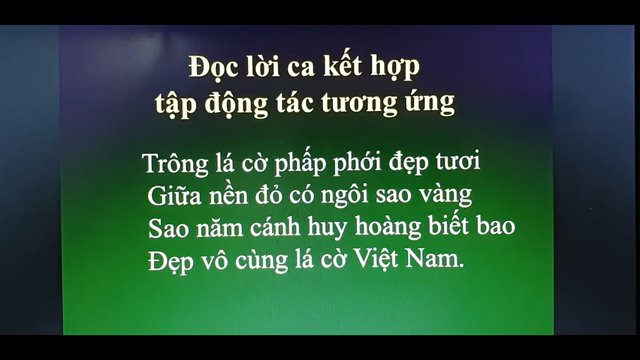 Đọc lời ca kết hợp
tập động tác tương ứng
Trông lá cờ phấp phới đẹp tươi
Giữa nền đỏ có ngôi sao vàng
Sao năm cánh huy hoàng biết bao
Đẹp vô cùng lá cờ Việt Nam.